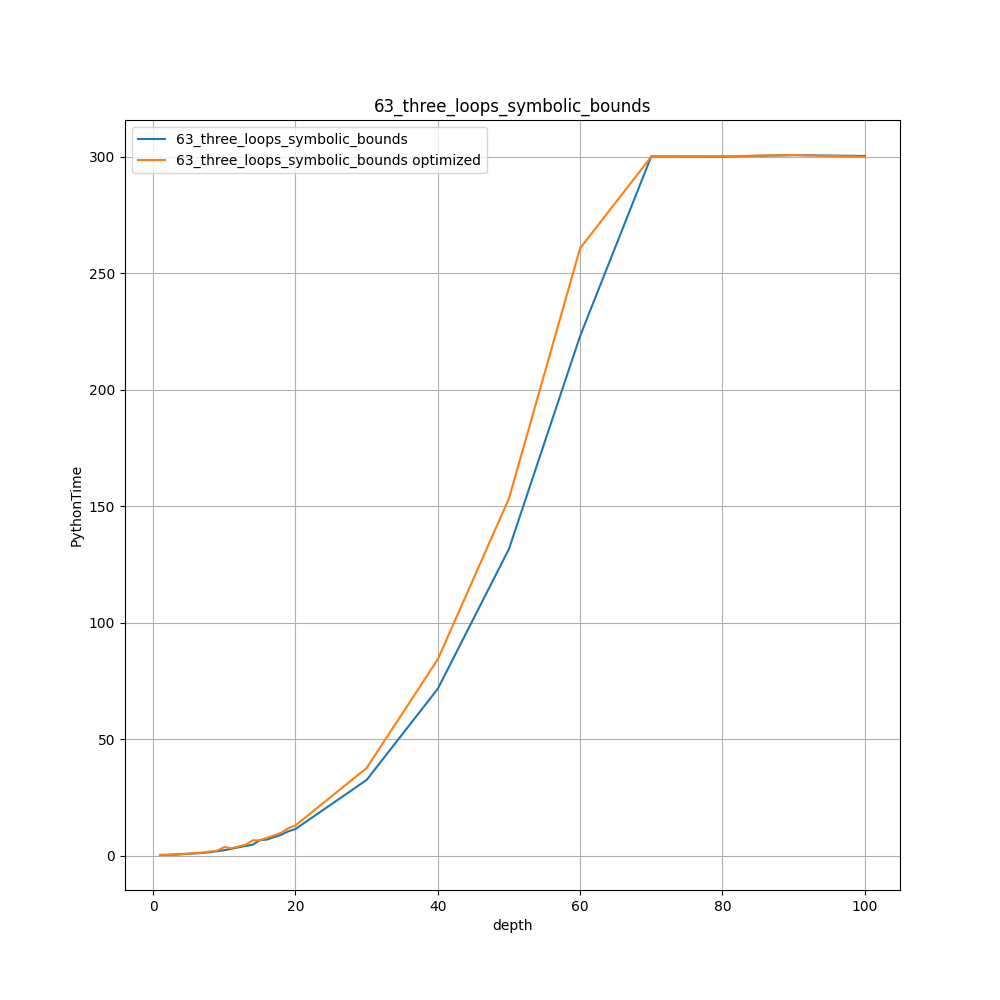 63_three_loops_symbolic_bounds
63_three_loops_symbolic_bounds
63_three_loops_symbolic_bounds optimized
300
250
200
150
100
50
0
PythonTime
0 20 40 60 80 100
depth